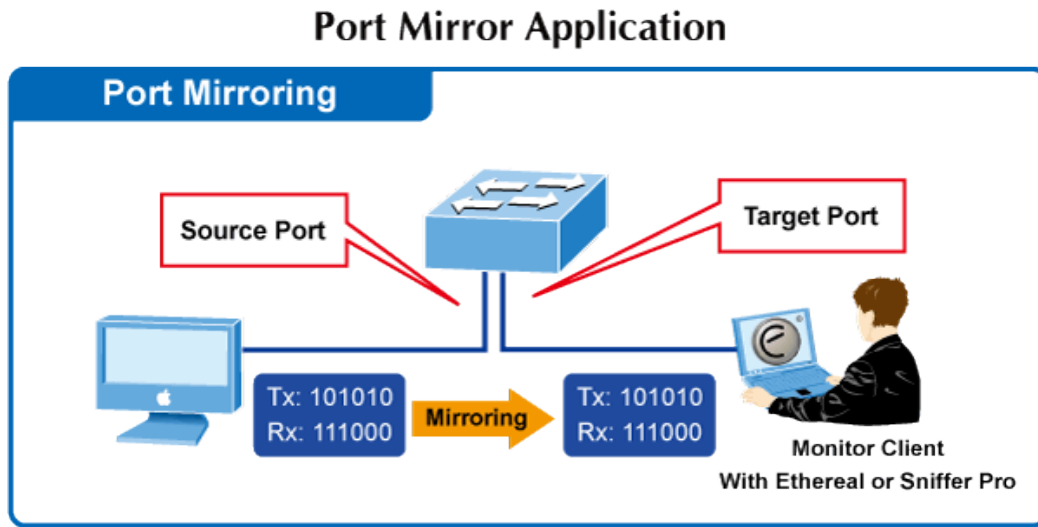 Port Mirror Application
Port Mirroring
Source Port
Target Port
Tx: 101010
Rx: 111000
Mirroring
Tx: 101010
Rx: 111000
e
Monitor Client
With Ethereal or Sniffer Pro